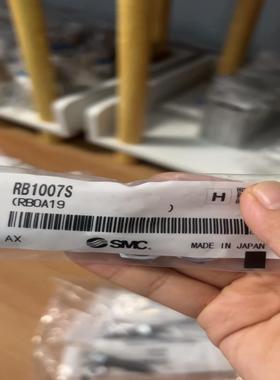 RB1007S
(RB0A19 )
H
AX SMC. MADE IN JAPAN